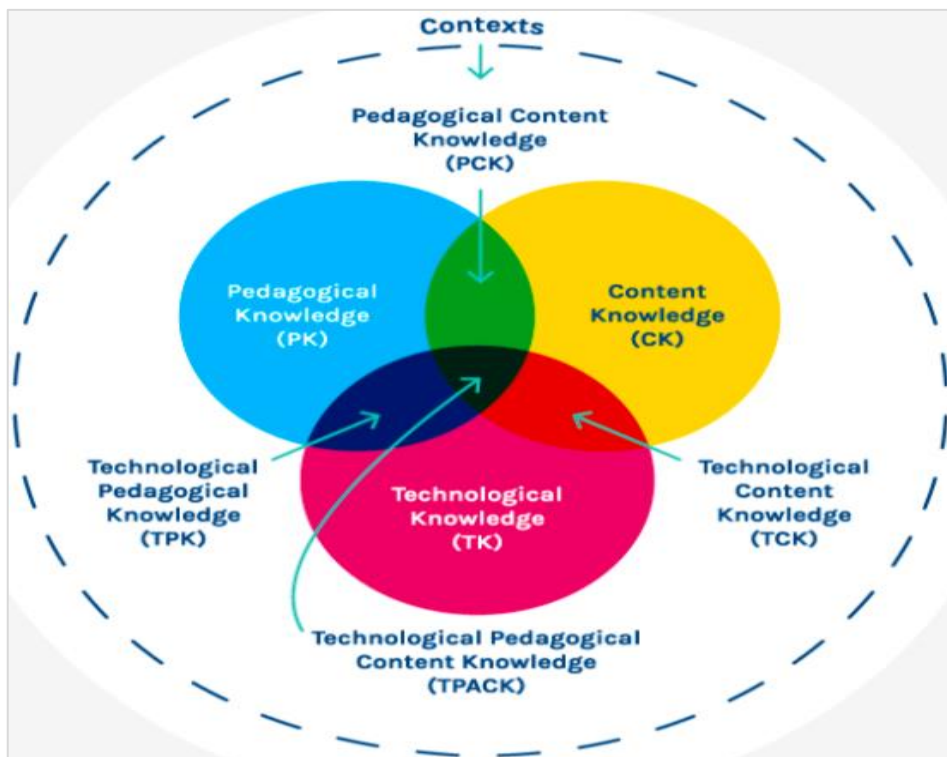 Contexts
Pedagogical Content
Knowledge
(PCK)
Pedagogical
Knowledge
(PK)
Content
Knowledge
(CK)
Technological
Pedagogical
Knowledge
(TPK)
Technological
Knowledge
(TK)
Technological
Content
Knowledge
(TCK)
Technological Pedagogical
Content Knowledge
(TPACK)